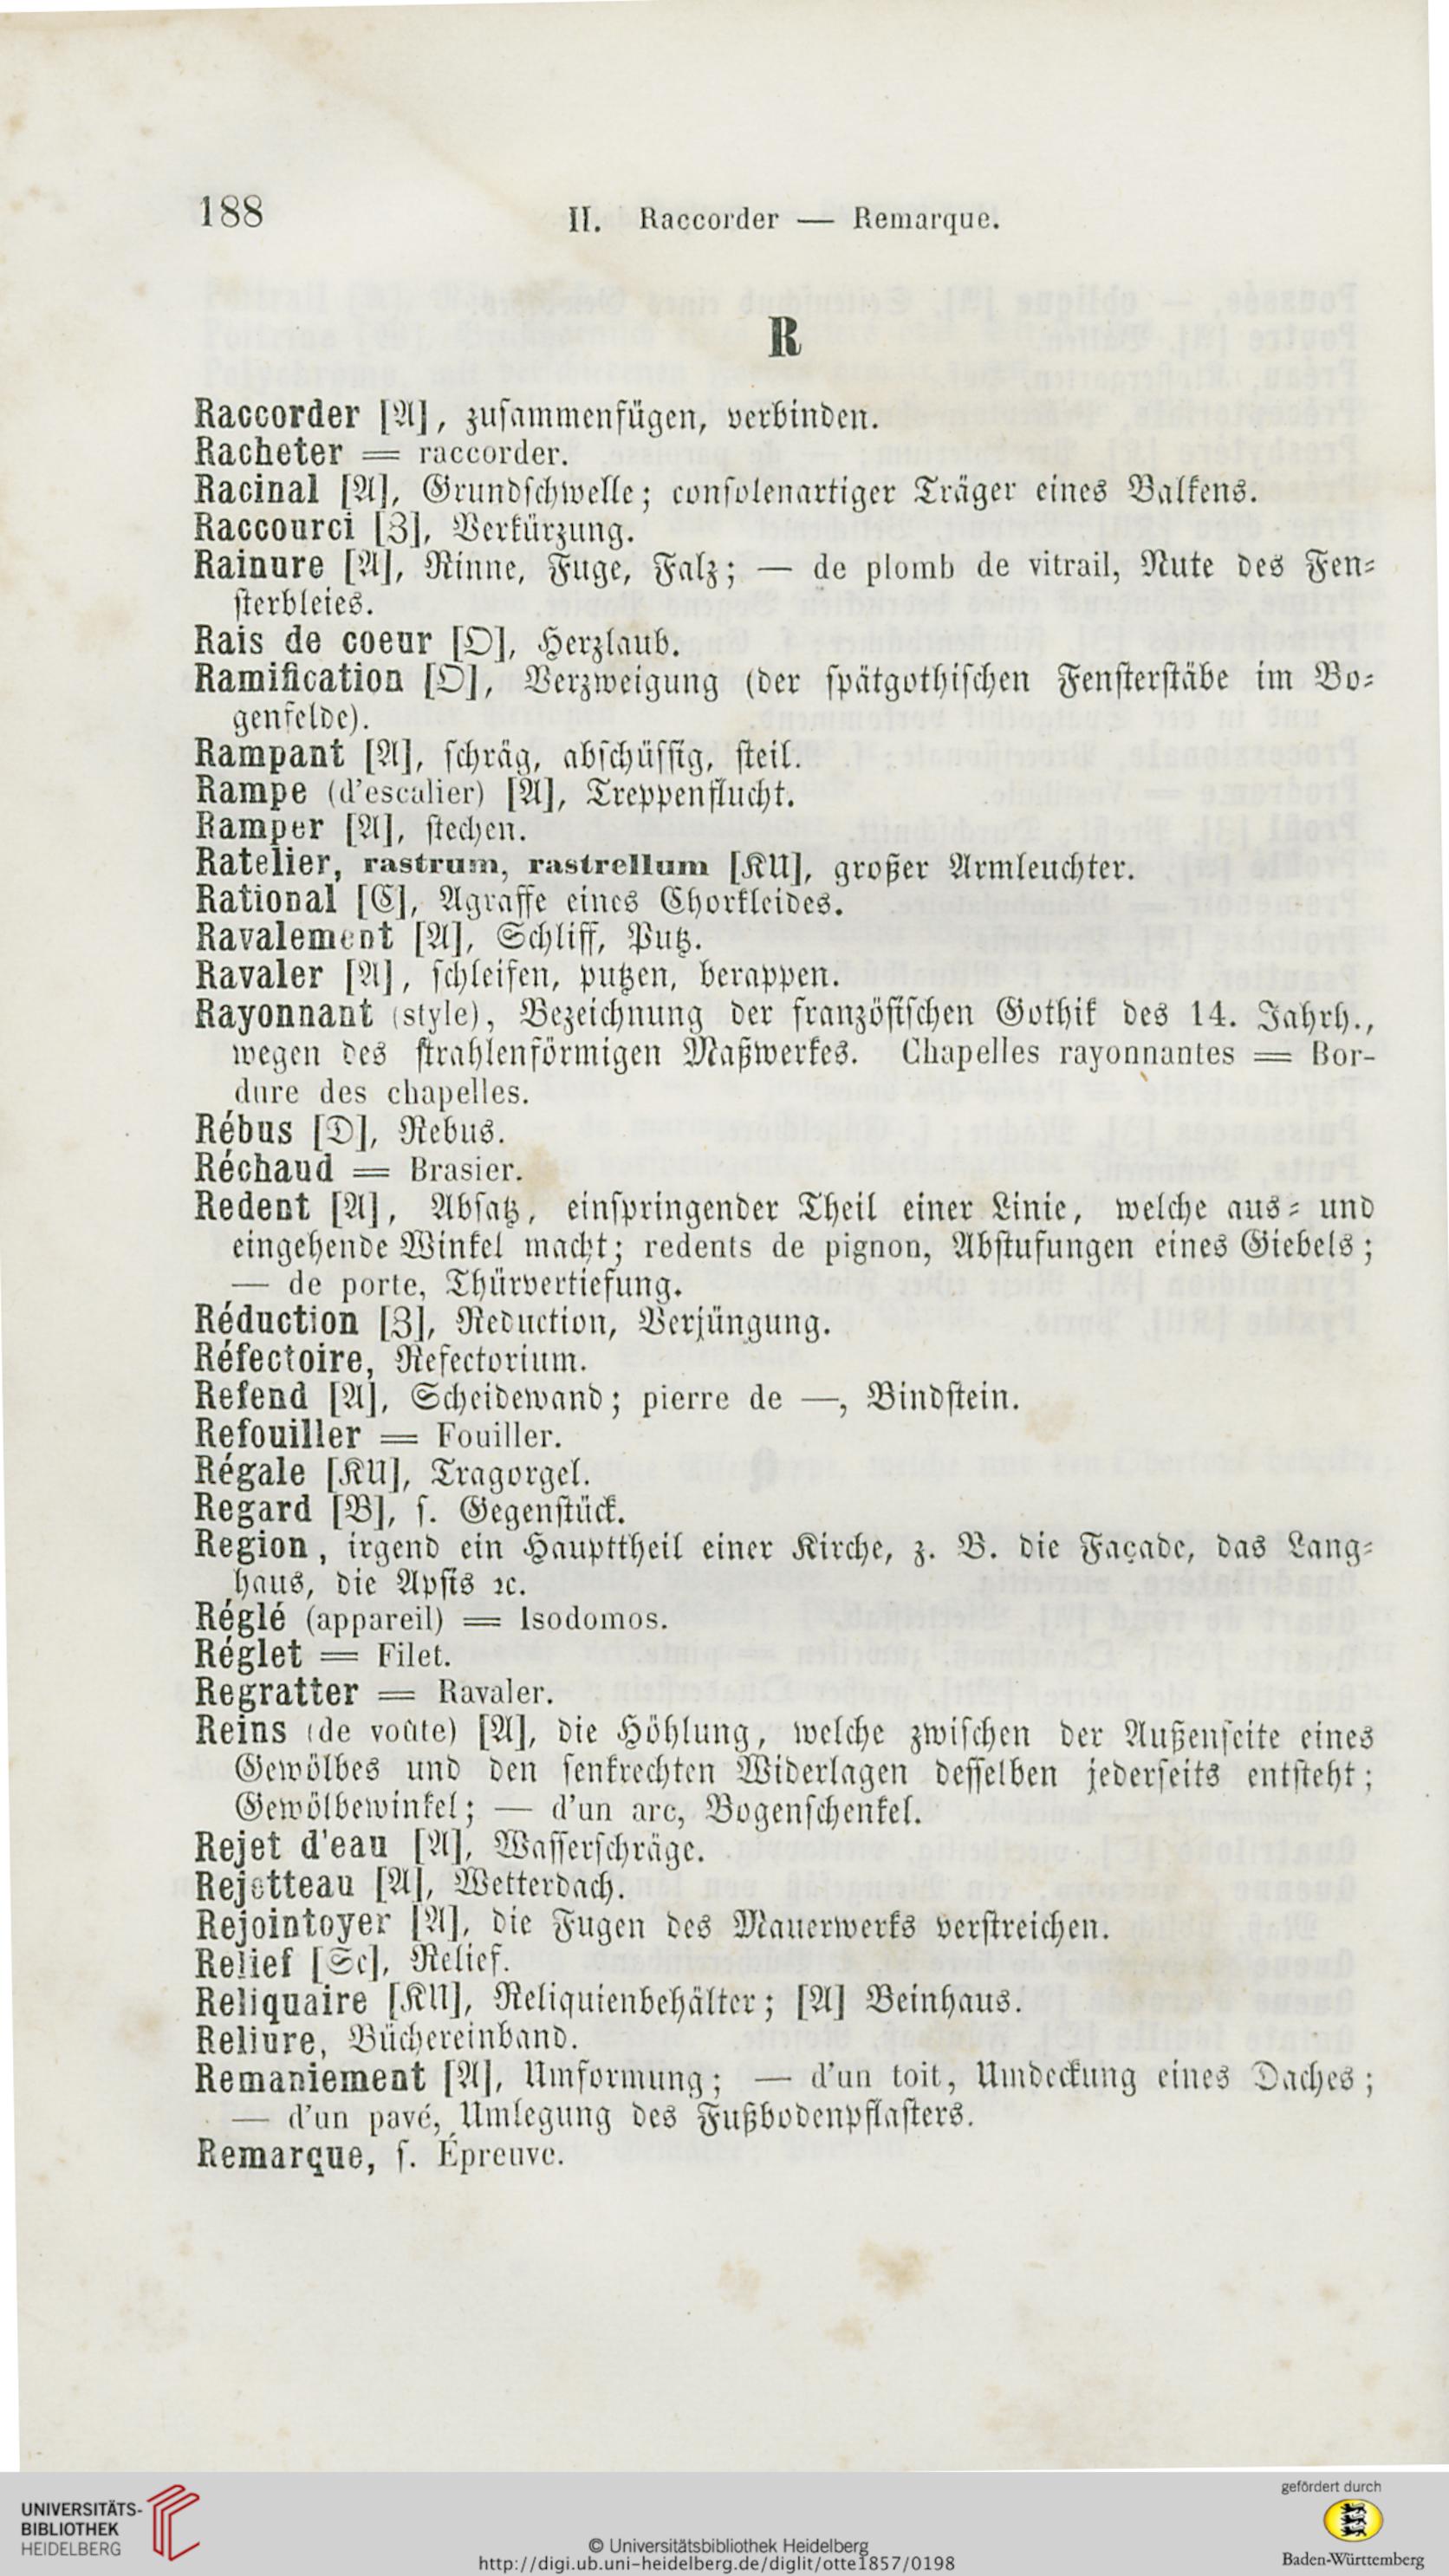 188
II. Raccorder — Remarque.
R
Raccorder [A], zusammenfügen, verbinden.
Racheter = raccorder.
Racinal [A], Grundschwelle; consolenartiger Träger eines Balkens.
Raccourci [Z], Verkürzung.
Rainure [A], Rinne, Fuge, Falz; — de plomb de vitrail, Nute des Fen-
sterbleies.
Rais de coeur [O], Herzlaub.
Ramification [O], Verzweigung (der spätgothischen Fensterstäbe im Bo-
genfelde).
Rampant [A], schräg, abschüssig, steil.
Rampe (d'escalier) [A], Treppenflucht.
Ramper [A], stechen.
Ratelier, rastrum, rastrellum [KU], großer Armleuchter.
Rational [C], Agraffe eines Chorkleides.
Ravalement [A], Schliff, Putz.
Ravaler [A], schleifen, putzen, berappen.
Rayonnant (style), Bezeichnung der französischen Gothik des 14. Jahrh.,
wegen des strahlenförmigen Maßwerkes. Chapelles rayonnantes = Bor-
dure des chapelles.
Rébus [D], Rebus.
Réchaud = Brasier.
Redent [A], Absatz, einspringender Theil einer Linie, welche aus- und
eingehende Winkel macht; redents de pignon, Abstufungen eines Giebels;
— de porte, Thürvertiefung.
Réduction [Z], Reduction, Verjüngung.
Réfectoire, Refectorium.
Refend [A], Scheidewand; pierre de —, Bindstein.
Refouiller = Fouiller.
Régale [KU], Tragorgel.
Regard [B], s. Gegenstück.
Region, irgend ein Haupttheil einer Kirche, z. B. die Façade, das Lang-
haus, die Apsis ꝛc.
Réglé (appareil) = Isodomos.
Réglet = Filet.
Regratter = Ravaler.
Reins (de voûte) [A], die Höhlung, welche zwischen der Außenseite eines
Gewölbes und den senkrechten Widerlagen desselben jederseits entsteht;
Gewölbewinkel; — d'un arc, Bogenschenkel.
Rejet d'eau [A], Wasserschräge.
Rejetteau [A], Wetterdach.
Rejointoyer [A], die Fugen des Mauerwerks verstreichen.
Relief [Sc], Relief.
Reliquaire [KU], Reliquienbehälter; [A] Beinhaus.
Reliure, Büchereinband.
Remaniement [A], Umformung; — d'un toit, Umdeckung eines Daches;
— d'un pavé, Umlegung des Fußbodenpflasters.
Remarque, s. Épreuve.
UNIVERSITÄTS-
BIBLIOTHEK
HEIDELBERG
© Universitätsbibliothek Heidelberg
http://digi.ub.uni-heidelberg.de/diglit/otte1857/0198
gefördert durch
Baden-Württemberg